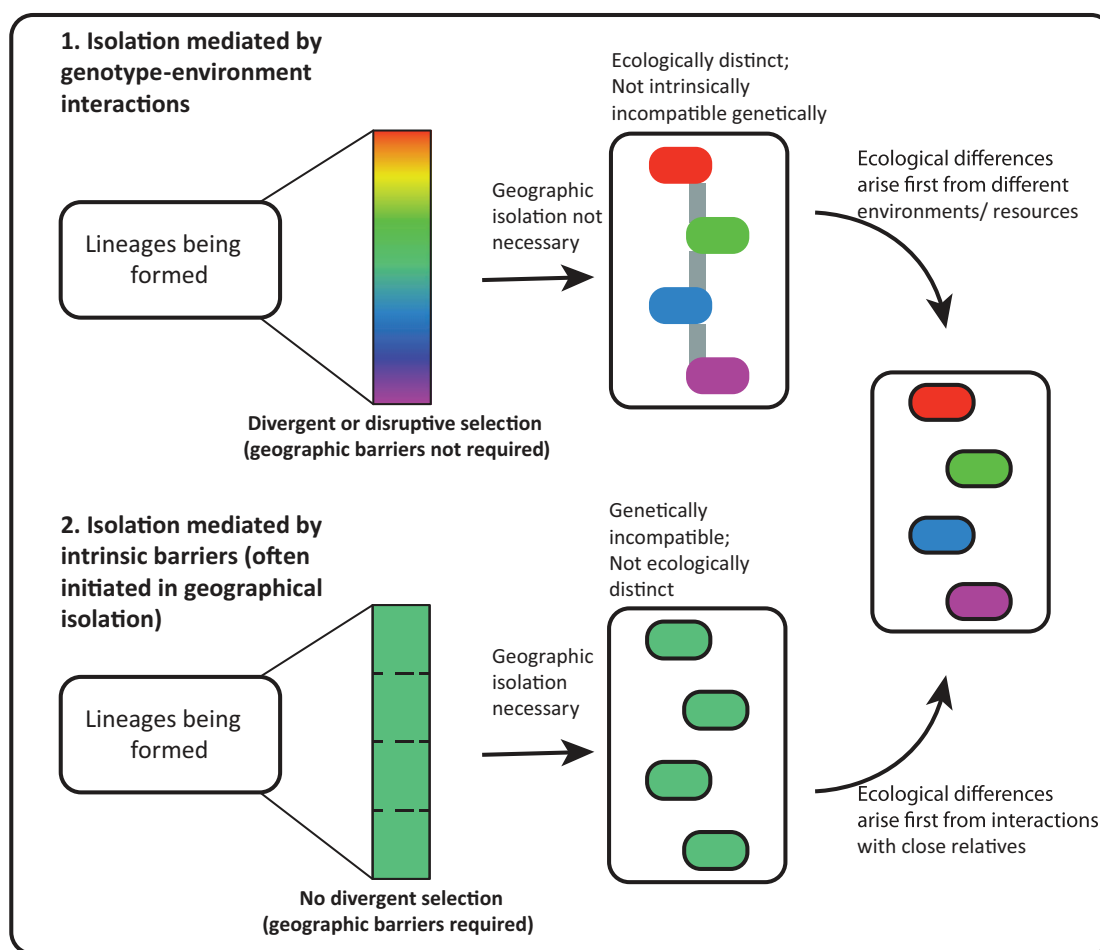 1. Isolation mediated by
genotype-environment
interactions
Lineages being
formed
Divergent or disruptive selection
(geographic barriers not required)
Geographic
isolation not
necessary
Ecologically distinct;
Not intrinsically
incompatible genetically
Ecological differences
arise first from different
environments/ resources
2. Isolation mediated by
intrinsic barriers (often
initiated in geographical
isolation)
Lineages being
formed
No divergent selection
(geographic barriers required)
Geographic
isolation
necessary
Genetically
incompatible;
Not ecologically
distinct
Ecological differences
arise first from interactions
with close relatives